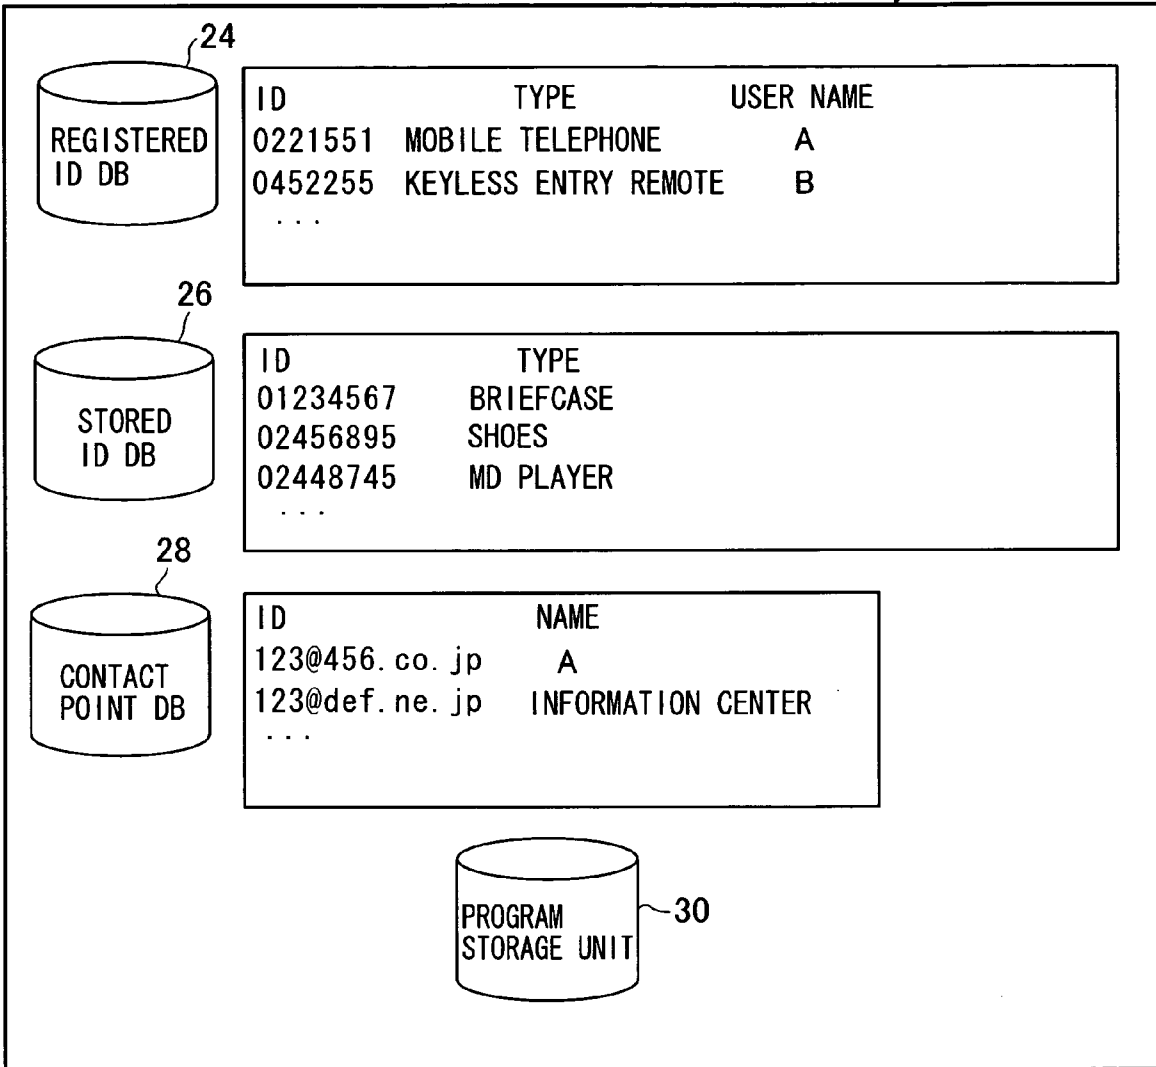 24
REGISTERED
ID DB
ID TYPE USER NAME
0221551 MOBILE TELEPHONE A
0452255 KEYLESS ENTRY REMOTE B
...
26
STORED
ID DB
ID TYPE
01234567 BRIEFCASE
02456895 SHOES
02448745 MD PLAYER
...
28
CONTACT
POINT DB
ID NAME
123@456.co.jp A
123@def.ne.jp INFORMATION CENTER
...
PROGRAM
STORAGE UNIT
30